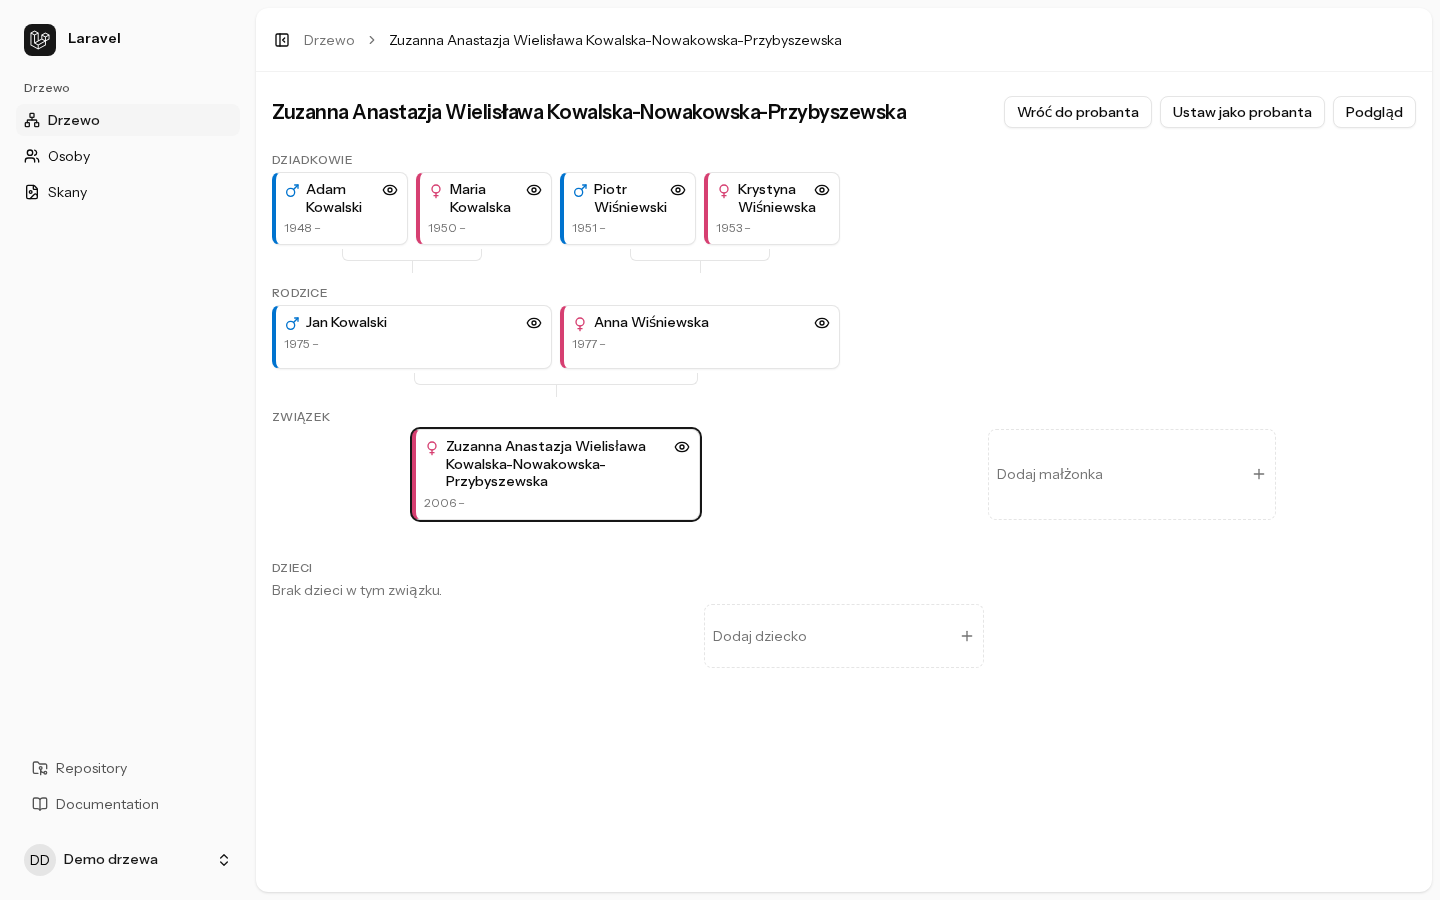 Laravel
Drzewo
Drzewo
Osoby
Skany
Repository
Documentation
DD
Demo drzewa
Drzewo
Zuzanna Anastazja Wielisława Kowalska-Nowakowska-Przybyszewska
Zuzanna Anastazja Wielisława Kowalska-Nowakowska-Przybyszewska
Wróć do probanta
Ustaw jako probanta
Podgląd
DZIADKOWIE
Adam
Kowalski
1948 –
Maria
Kowalska
1950 –
Piotr
Wiśniewski
1951 –
Krystyna
Wiśniewska
1953 –
RODZICE
Jan Kowalski
1975 –
Anna Wiśniewska
1977 –
ZWIĄZEK
Zuzanna Anastazja Wielisława
Kowalska-Nowakowska-
Przybyszewska
2006 –
Dodaj małżonka
DZIECI
Brak dzieci w tym związku.
Dodaj dziecko